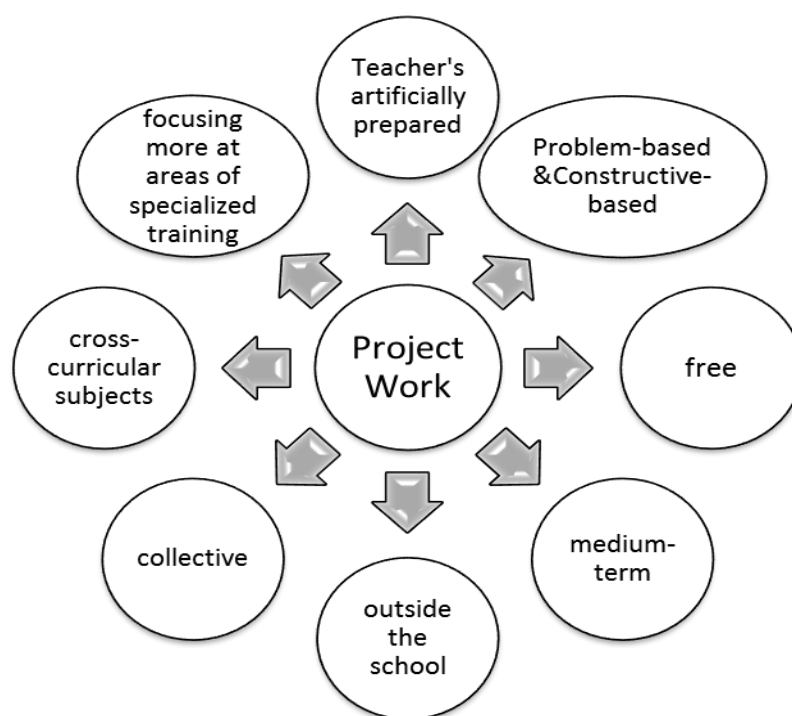 Teacher's
artificially
prepared
Problem-based
&Constructive-
based
free
medium-
term
outside
the
school
collective
cross-
curricular
subjects
focusing
more at
areas of
specialized
training
Project
Work